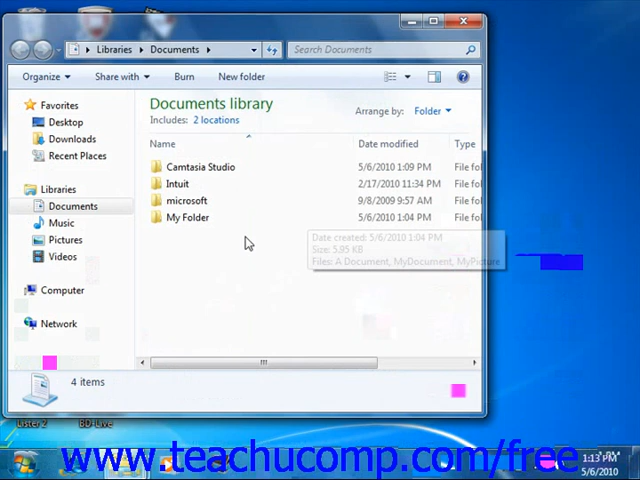 Libraries Documents
Search Documents
Organize Share with Burn New folder
Documents library
Includes: 2 locations
Arrange by: Folder
Name Date modified Type
Camtasia Studio 5/6/2010 1:09 PM File fol
Intuit 2/17/2010 11:34 PM File fol
microsoft 9/8/2009 9:57 AM File fol
My Folder 5/6/2010 1:04 PM File fol
Date created: 5/6/2010 1:04 PM
Size: 5.95 KB
Files: A Document, MyDocument, MyPicture
Favorites
Desktop
Downloads
Recent Places
Libraries
Documents
Music
Pictures
Videos
Computer
Network
4 items
Lister 2 BD-Live
www.teachucomp.com/free
1:13 PM
5/6/2010